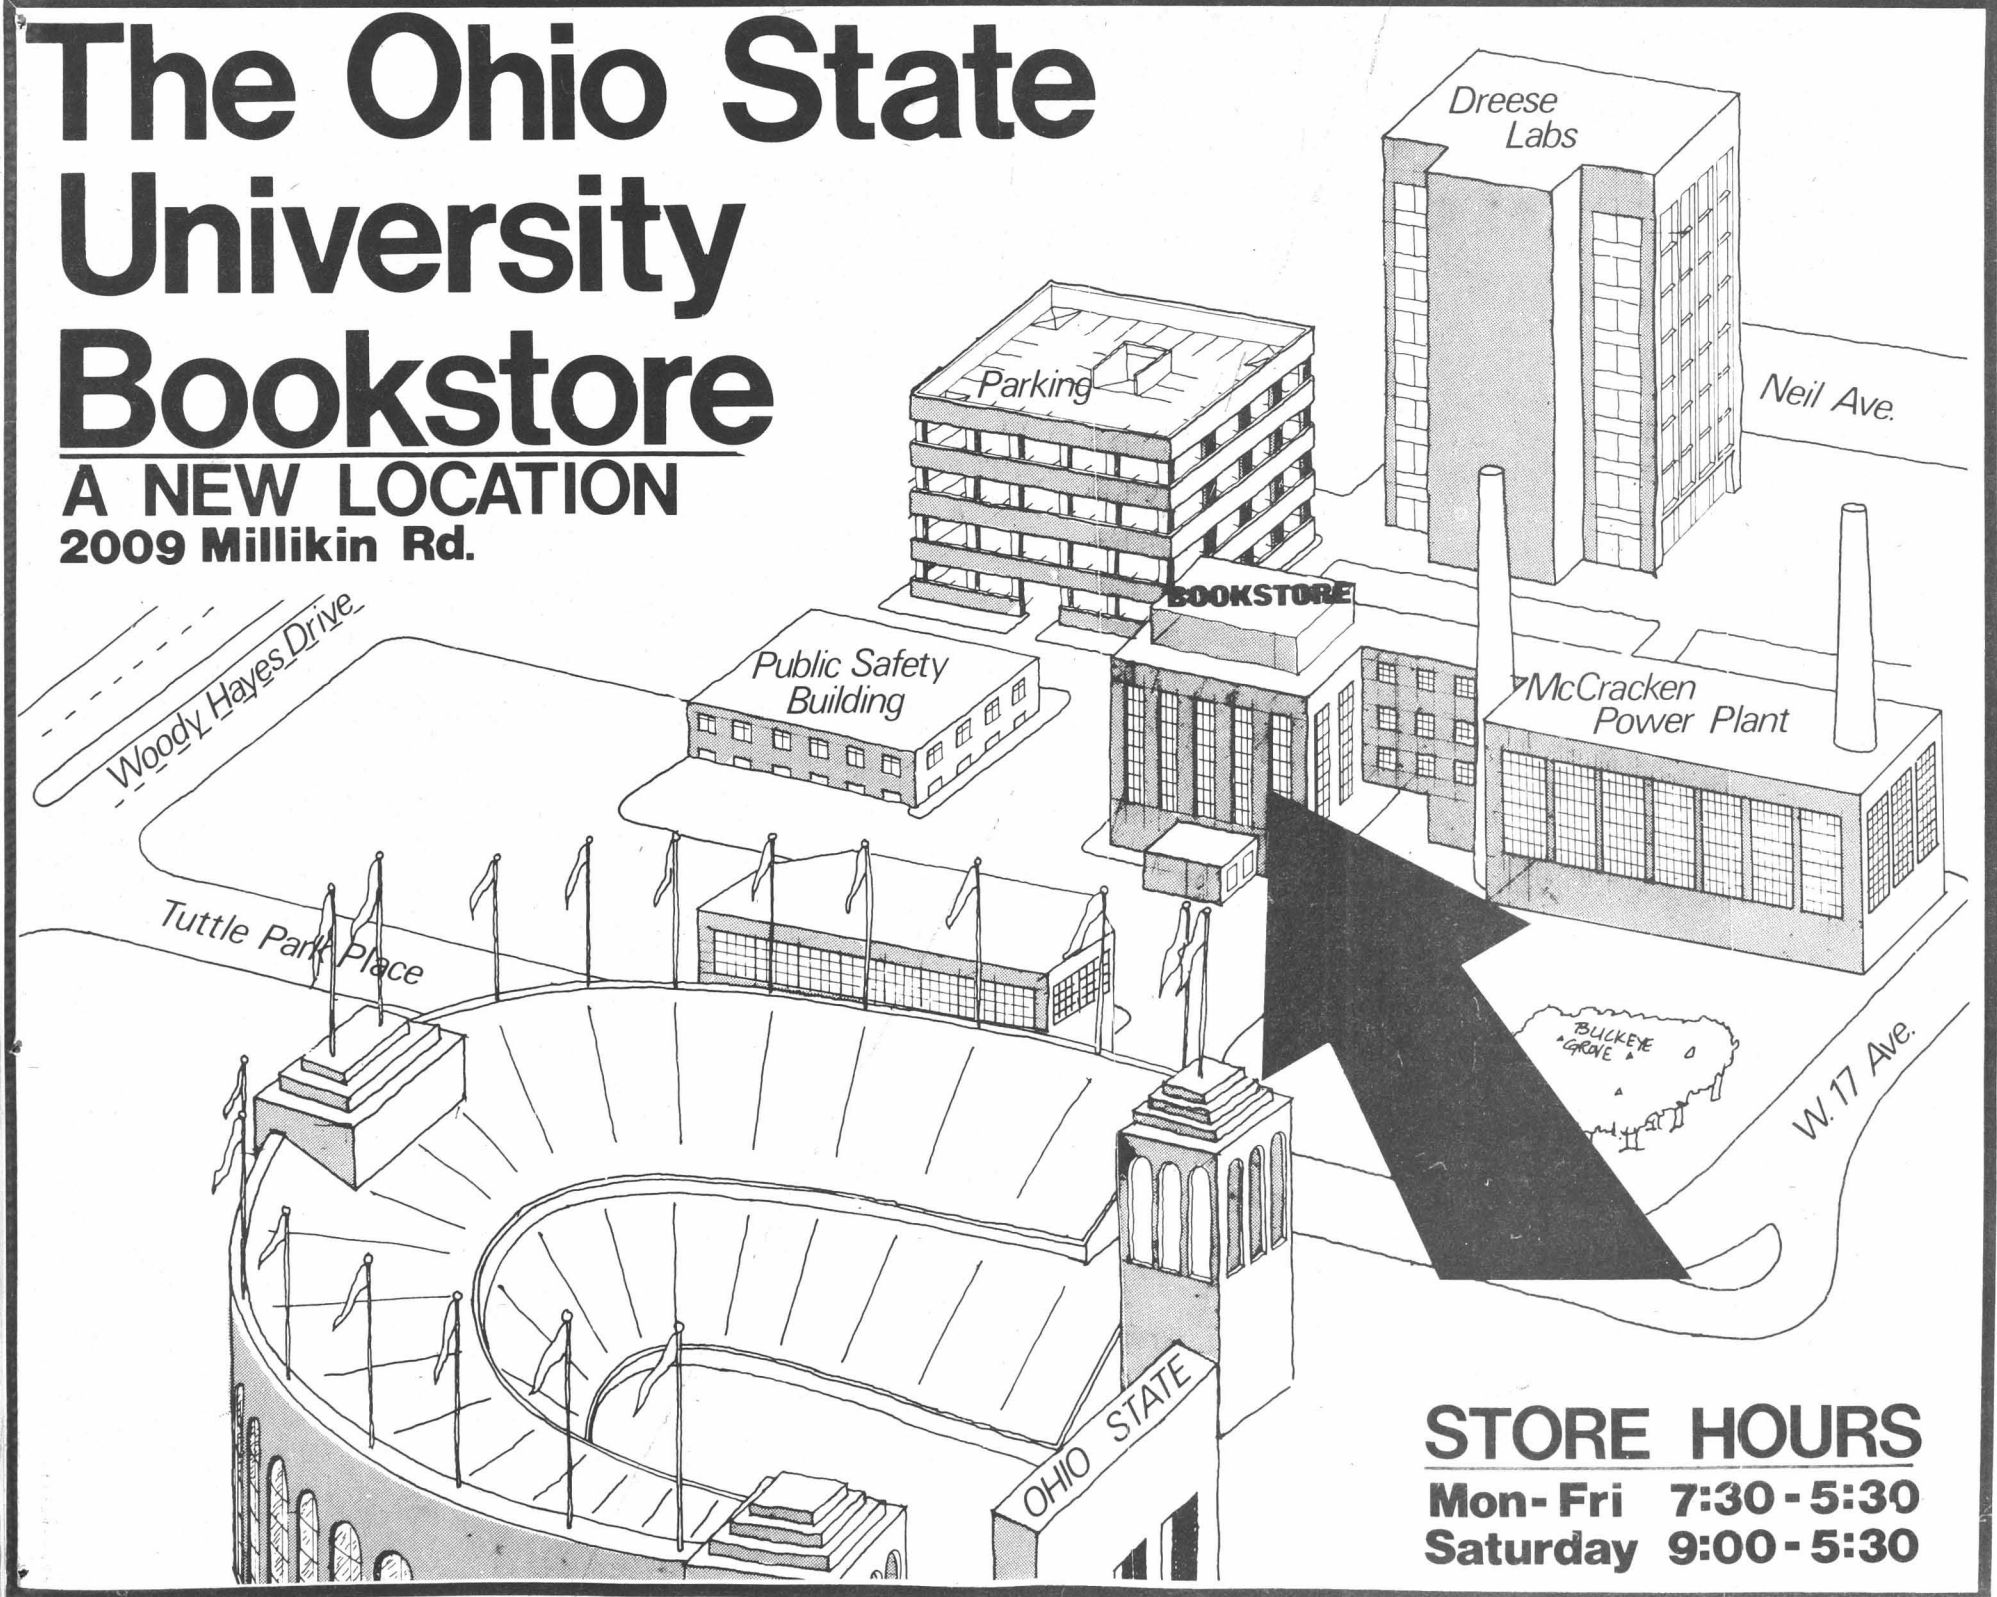 The Ohio State
University
Bookstore
A NEW LOCATION
2009 Millikin Rd.
Dreese
Labs
Parking
Neil Ave.
BOOKSTORE
Woody Hayes Drive
Public Safety
Building
McCracken
Power Plant
Tuttle Park Place
BUCKEYE
GROVE
W. 17 Ave.
OHIO STATE
STORE HOURS
Mon-Fri 7:30-5:30
Saturday 9:00-5:30